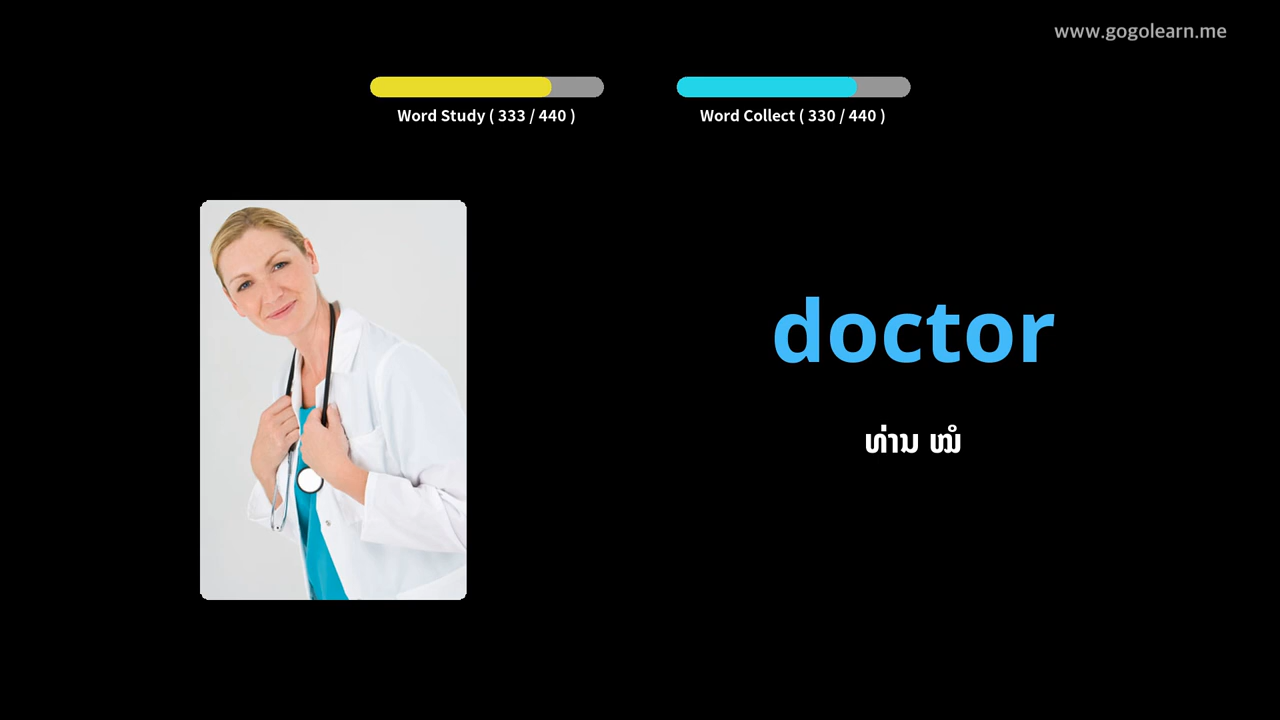 www.gogolearn.me
Word Study ( 333 / 440 )
Word Collect ( 330 / 440 )
doctor
ທ່ານ ໝໍ